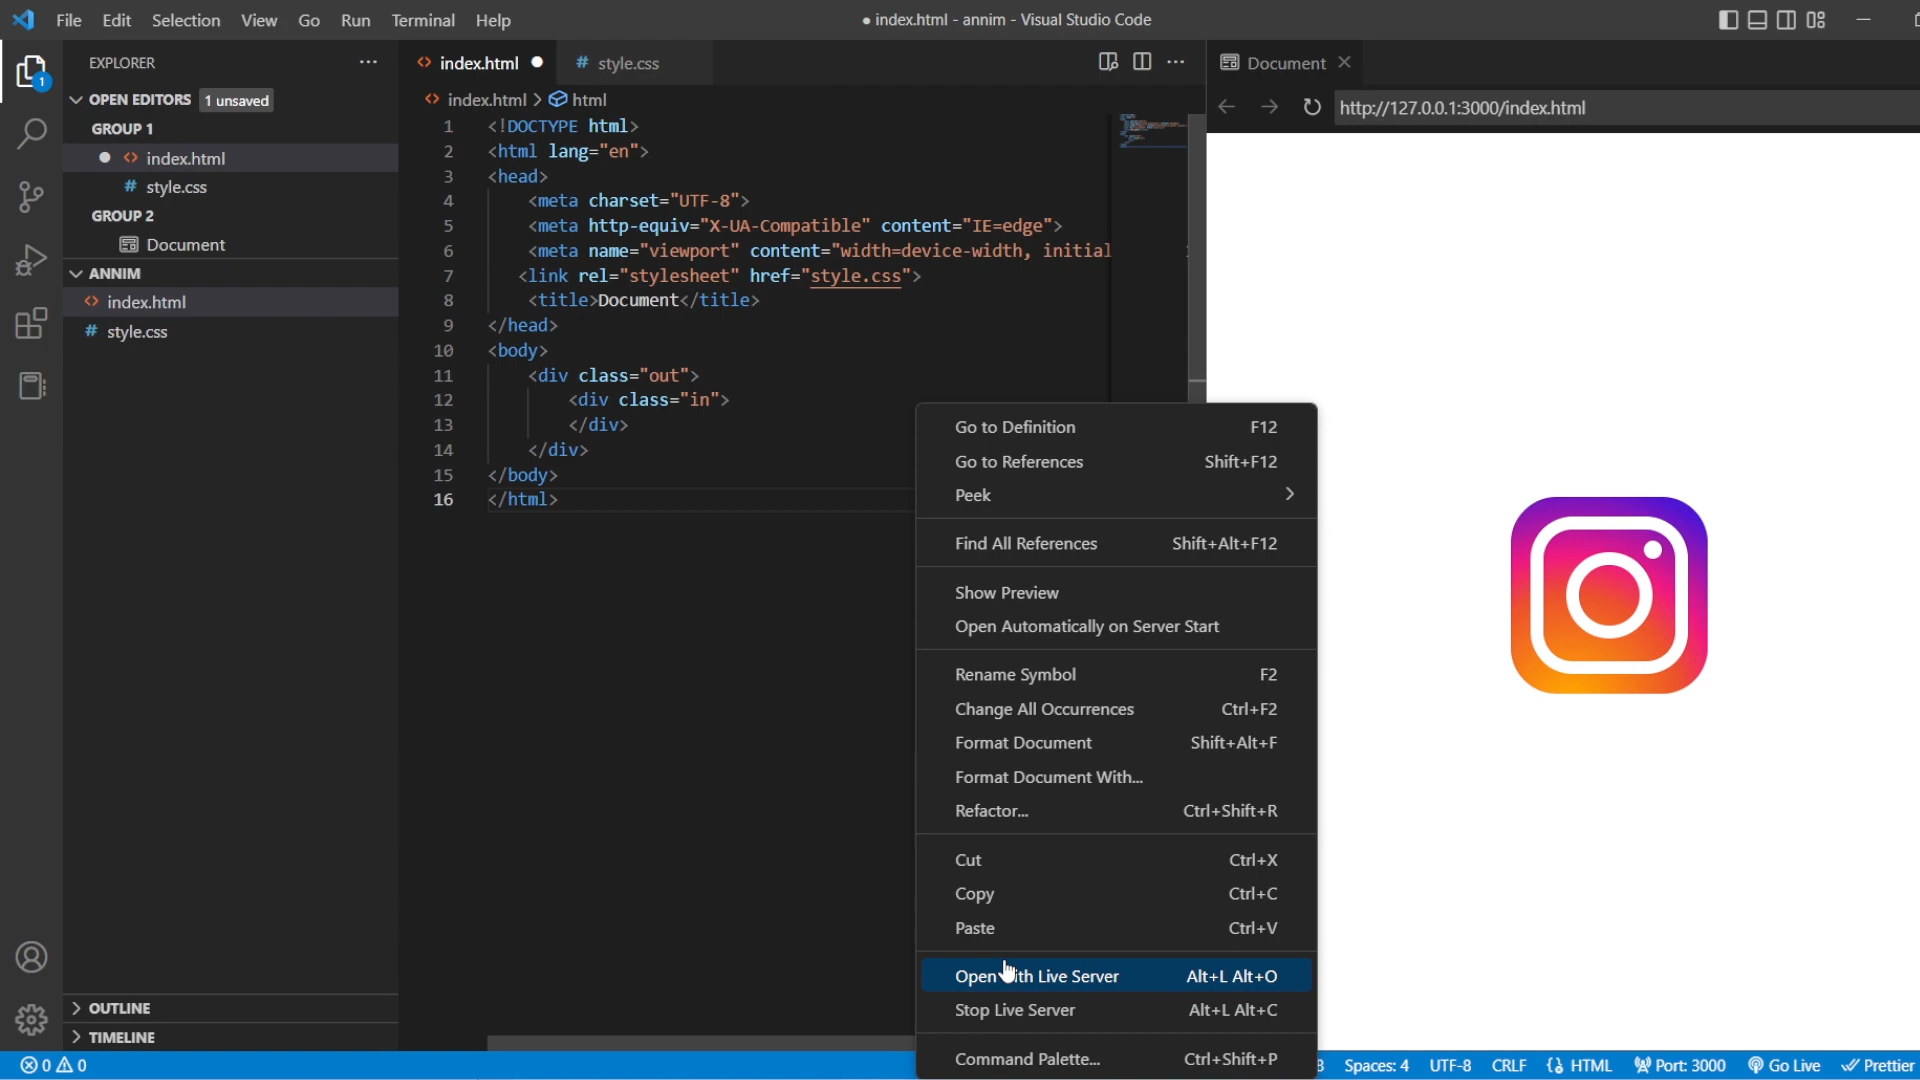 File Edit Selection View Go Run Terminal Help
● index.html - annim - Visual Studio Code
EXPLORER
OPEN EDITORS 1 unsaved
GROUP 1
index.html
# style.css
GROUP 2
Document
ANNIM
index.html
# style.css
OUTLINE
TIMELINE
1
index.html
# style.css
index.html > html
1 <!DOCTYPE html>
2 <html lang="en">
3 <head>
4 <meta charset="UTF-8">
5 <meta http-equiv="X-UA-Compatible" content="IE=edge">
6 <meta name="viewport" content="width=device-width, initial
7 <link rel="stylesheet" href="style.css">
8 <title>Document</title>
9 </head>
10 <body>
11 <div class="out">
12 <div class="in">
13 </div>
14 </div>
15 </body>
16 </html>
Go to Definition F12
Go to References Shift+F12
Peek
Find All References Shift+Alt+F12
Show Preview
Open Automatically on Server Start
Rename Symbol F2
Change All Occurrences Ctrl+F2
Format Document Shift+Alt+F
Format Document With...
Refactor... Ctrl+Shift+R
Cut Ctrl+X
Copy Ctrl+C
Paste Ctrl+V
Open Live Server Alt+L Alt+O
Stop Live Server Alt+L Alt+C
Command Palette... Ctrl+Shift+P
Document
http://127.0.0.1:3000/index.html
0 0
Spaces: 4 UTF-8 CRLF {} HTML Port: 3000 Go Live Prettier